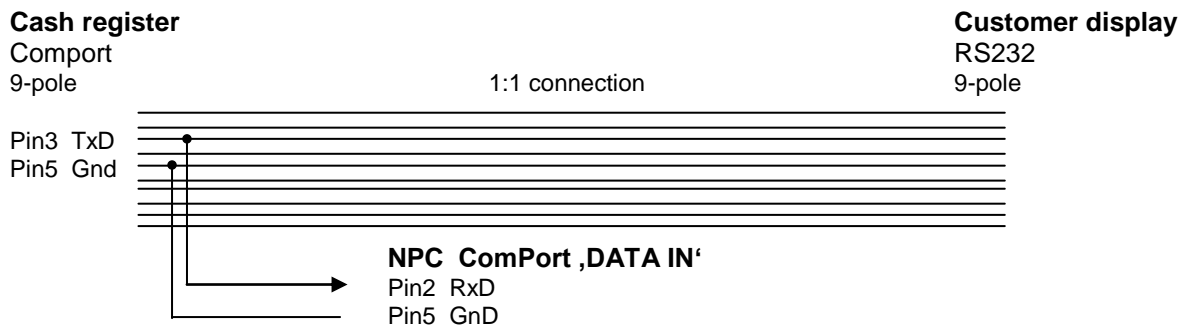 Cash register Customer display
Comport RS232
9-pole 1:1 connection 9-pole
Pin3 TxD
Pin5 Gnd
NPC ComPort ‚DATA IN‘
Pin2 RxD
Pin5 GnD